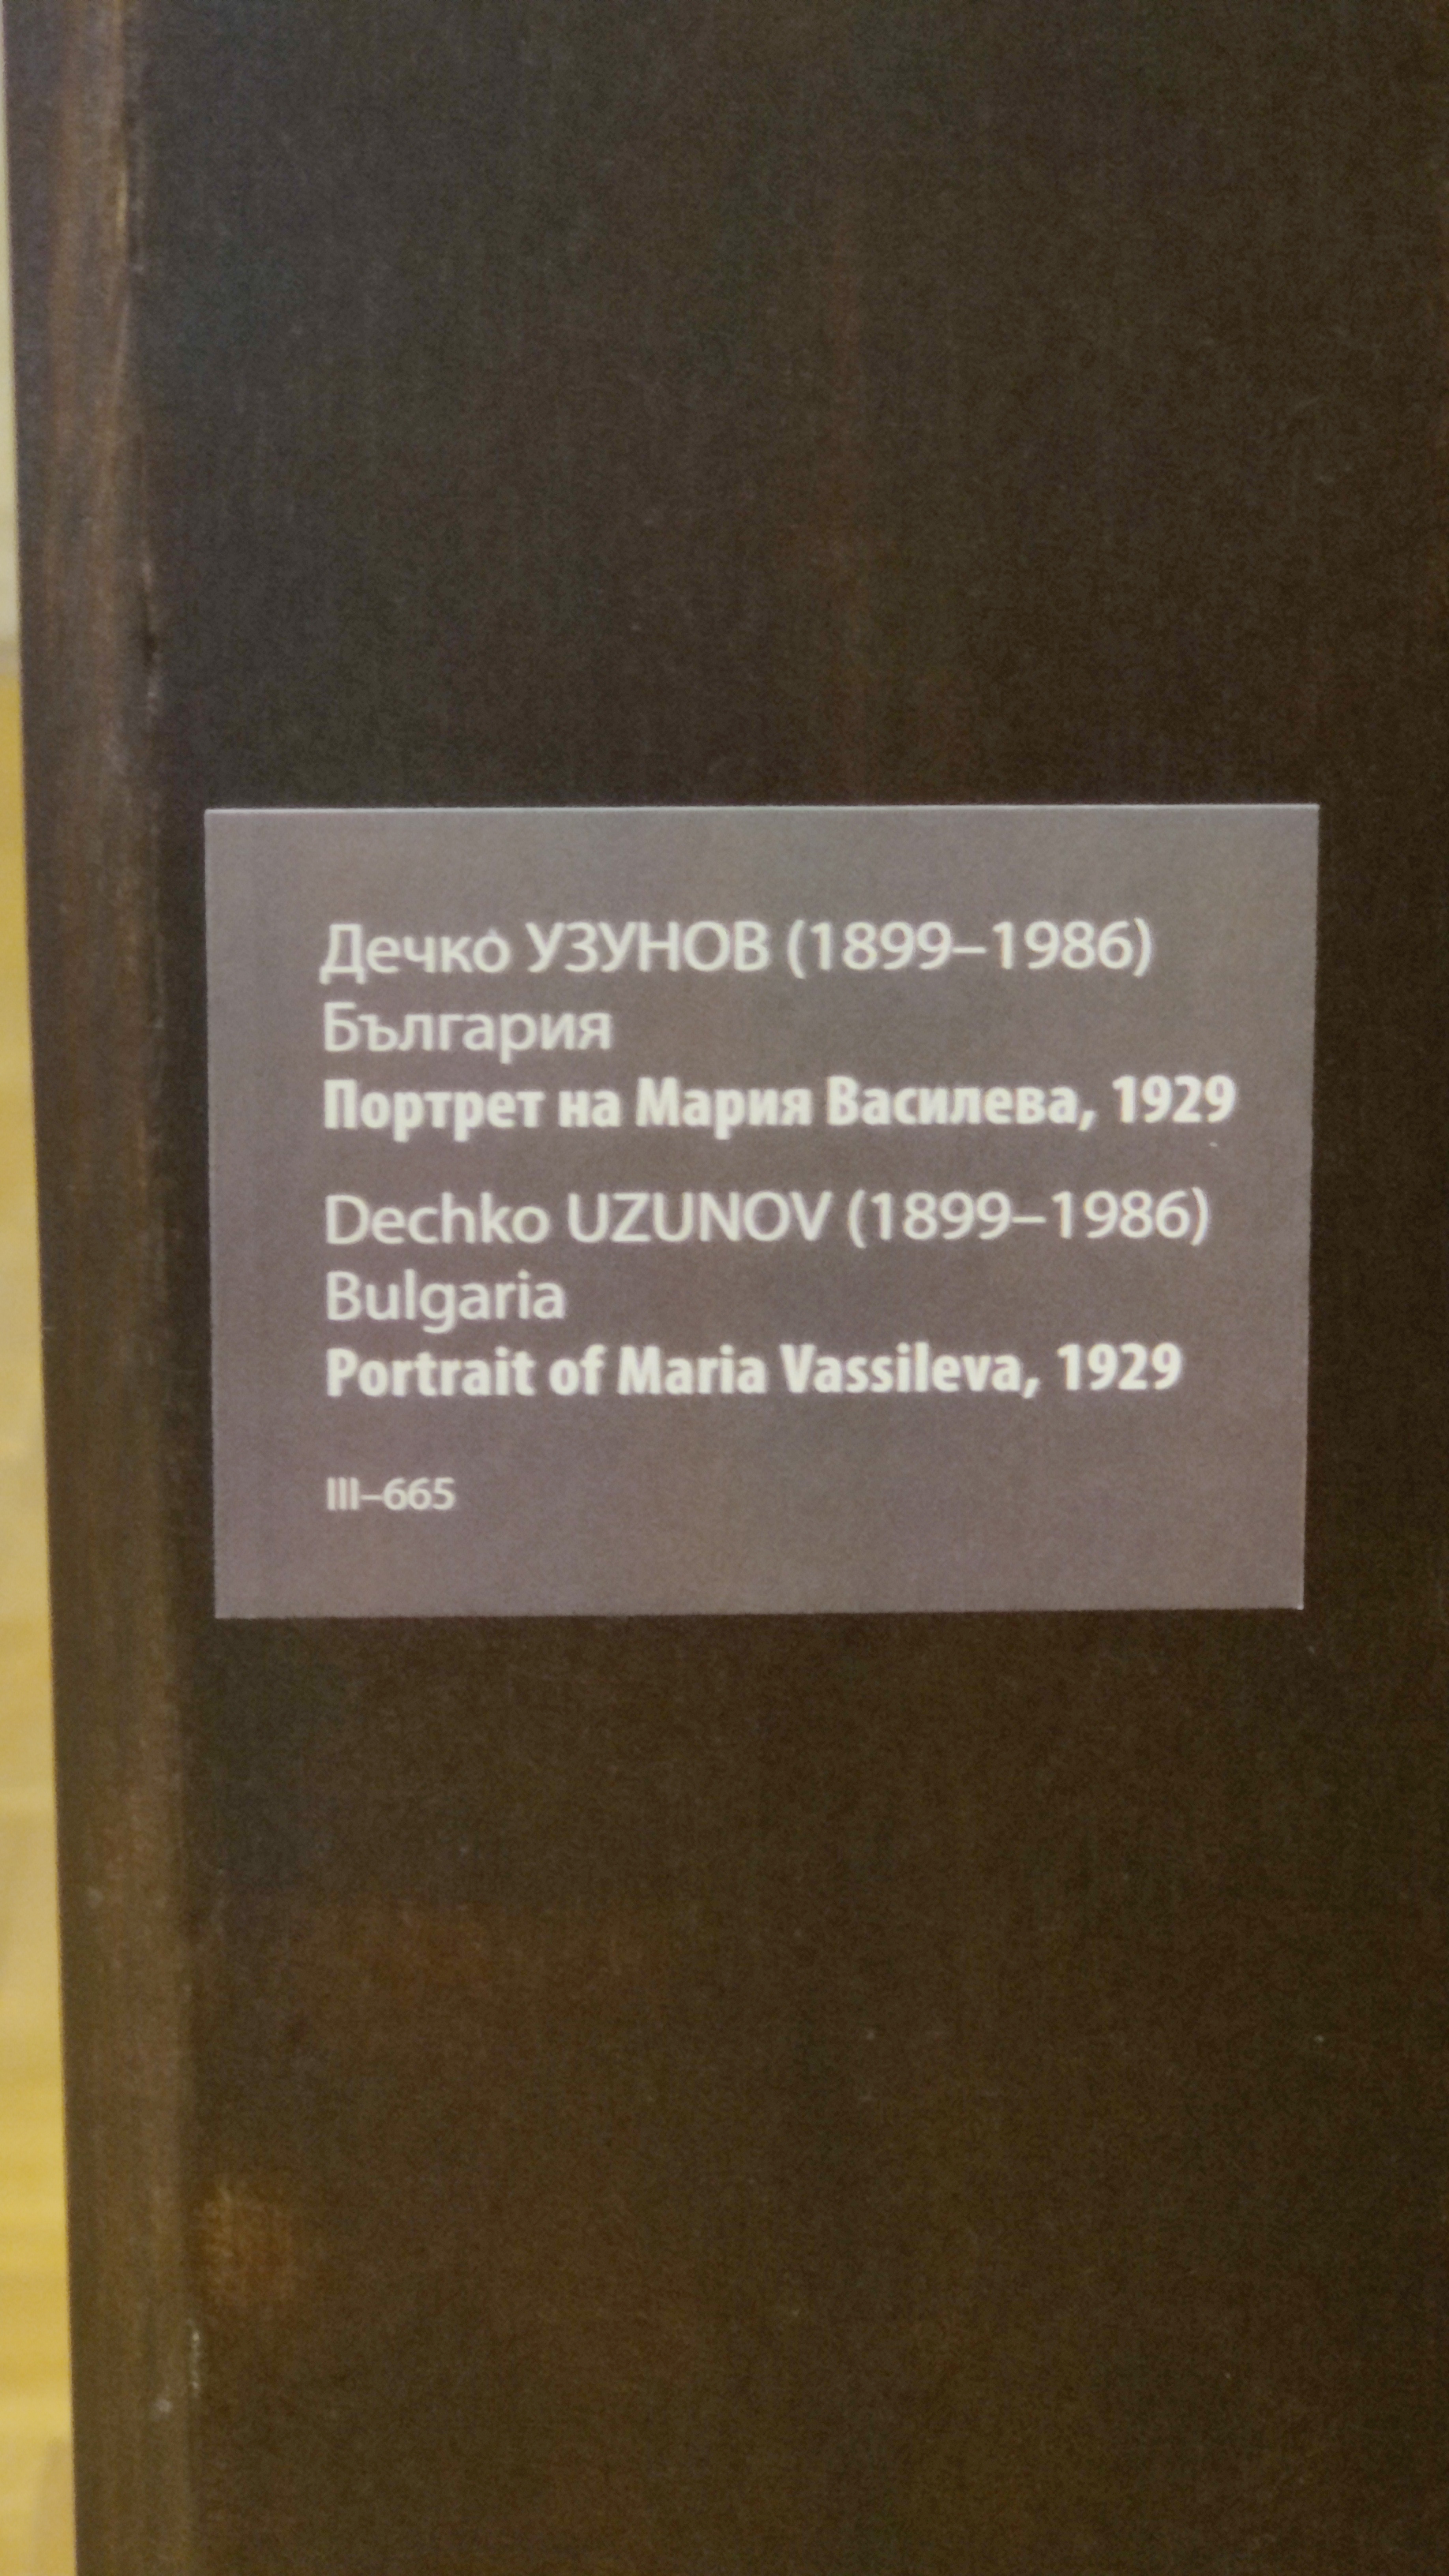 Дечко УЗУНОВ (1899–1986)
България
Портрет на Мария Василева, 1929
Dechko UZUNOV (1899–1986)
Bulgaria
Portrait of Maria Vassileva, 1929
III–665